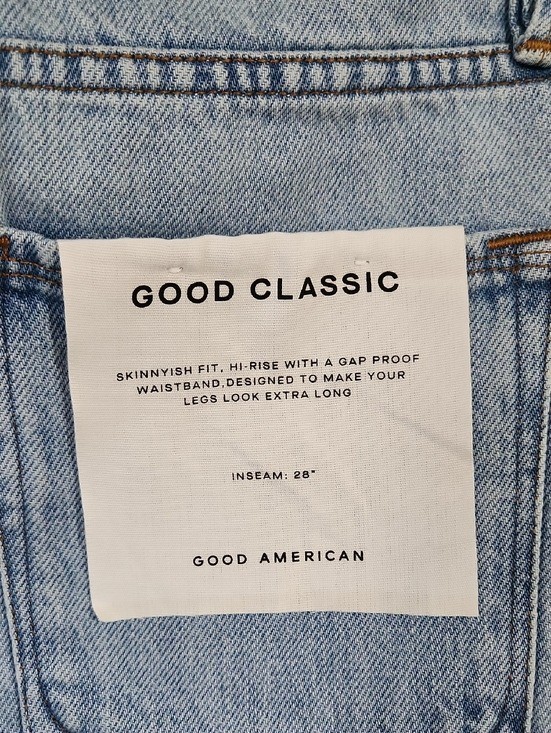 GOOD CLASSIC
SKINNYISH FIT, HI-RISE WITH A GAP PROOF
WAISTBAND,DESIGNED TO MAKE YOUR
LEGS LOOK EXTRA LONG
INSEAM: 28"
GOOD AMERICAN